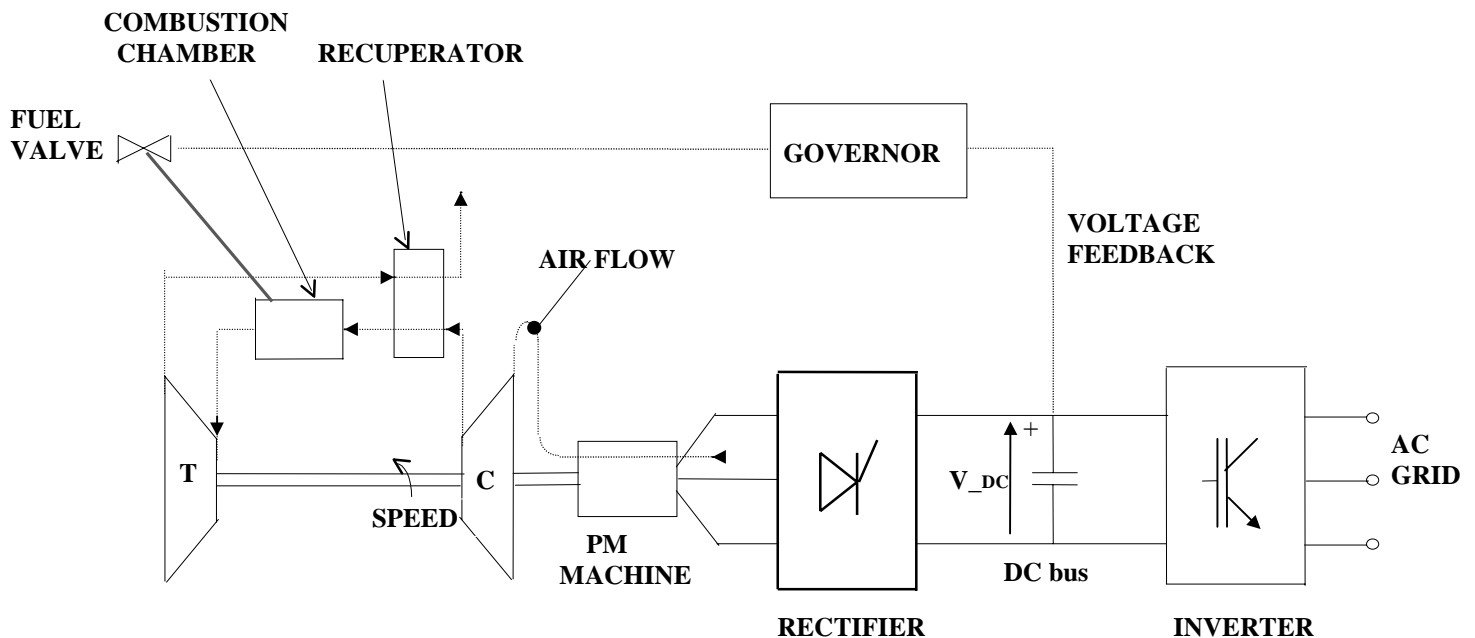 COMBUSTION
CHAMBER
RECUPERATOR
FUEL
VALVE
GOVERNOR
VOLTAGE
FEEDBACK
AIR FLOW
T
C
SPEED
PM
MACHINE
+
V_DC
DC bus
AC
GRID
RECTIFIER
INVERTER